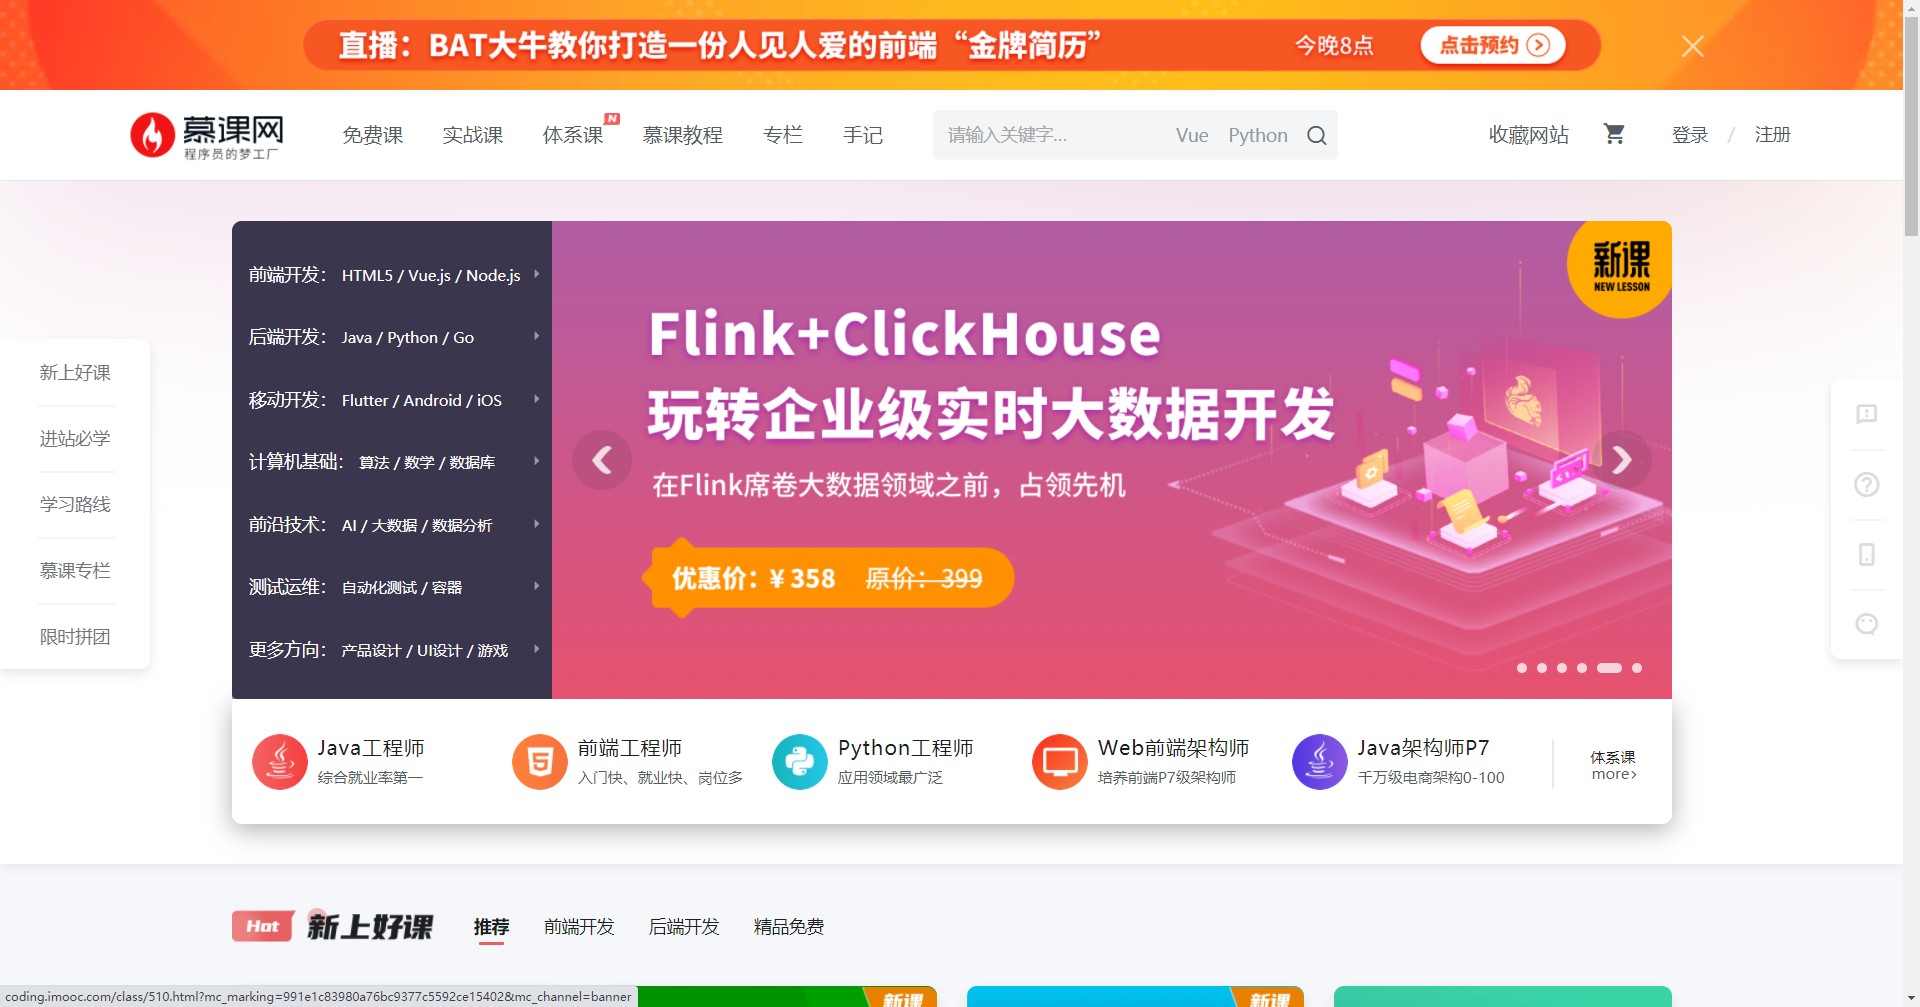 直播：BAT大牛教你打造一份人见人爱的前端“金牌简历”
今晚8点
点击预约
慕课网
程序员的梦工厂
免费课
实战课
体系课
N
慕课教程
专栏
手记
请输入关键字...
Vue
Python
收藏网站
登录 / 注册
前端开发： HTML5 / Vue.js / Node.js
后端开发： Java / Python / Go
移动开发： Flutter / Android / iOS
计算机基础： 算法 / 数学 / 数据库
前沿技术： AI / 大数据 / 数据分析
测试运维： 自动化测试 / 容器
更多方向： 产品设计 / UI设计 / 游戏
新课
NEW LESSON
Flink+ClickHouse
玩转企业级实时大数据开发
在Flink席卷大数据领域之前，占领先机
优惠价：¥ 358 原价：399
新上好课
进站必学
学习路线
慕课专栏
限时拼团
Java工程师
综合就业率第一
前端工程师
入门快、就业快、岗位多
Python工程师
应用领域最广泛
Web前端架构师
培养前端P7级架构师
Java架构师P7
千万级电商架构0-100
体系课
more›
Hot 新上好课
推荐
前端开发
后端开发
精品免费
新课
新课
coding.imooc.com/class/510.html?mc_marking=991e1c83980a76bc9377c5592ce15402&mc_channel=banner